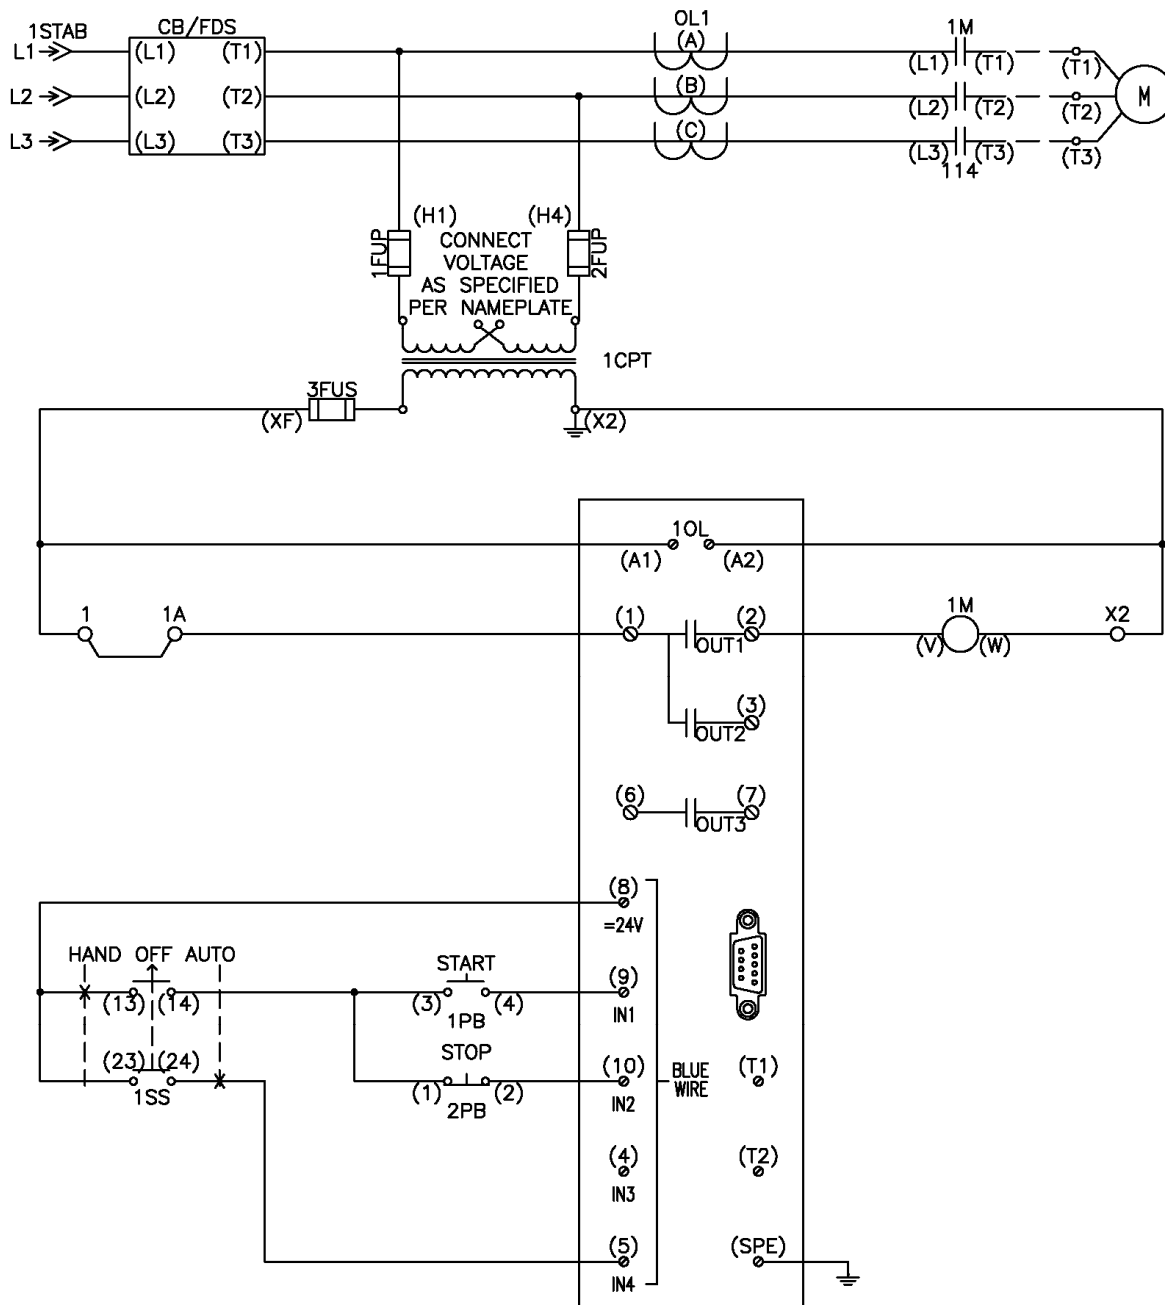 1STAB
CB/FDS
OL1
1M
L1 (L1) (T1) (A) (L1) (T1) (T1)
L2 (L2) (T2) (B) (L2) (T2) (T2) M
L3 (L3) (T3) (C) (L3) (T3) (T3)
114
(H1) (H4)
1FUP
2FUP
CONNECT
VOLTAGE
AS SPECIFIED
PER NAMEPLATE
1CPT
3FUS
(XF) (X2)
1OL
(A1) (A2)
1 1A (1) (2) 1M X2
OUT1 (V) (W)
(3)
OUT2
(6) (7)
OUT3
(8)
=24V
HAND OFF AUTO
START (9)
(13) (14) (3) (4)
1PB IN1
STOP
(23) (24) (10) (T1)
1SS (1) (2)
2PB IN2
BLUE
WIRE
(4) (T2)
IN3
(5) (SPE)
IN4